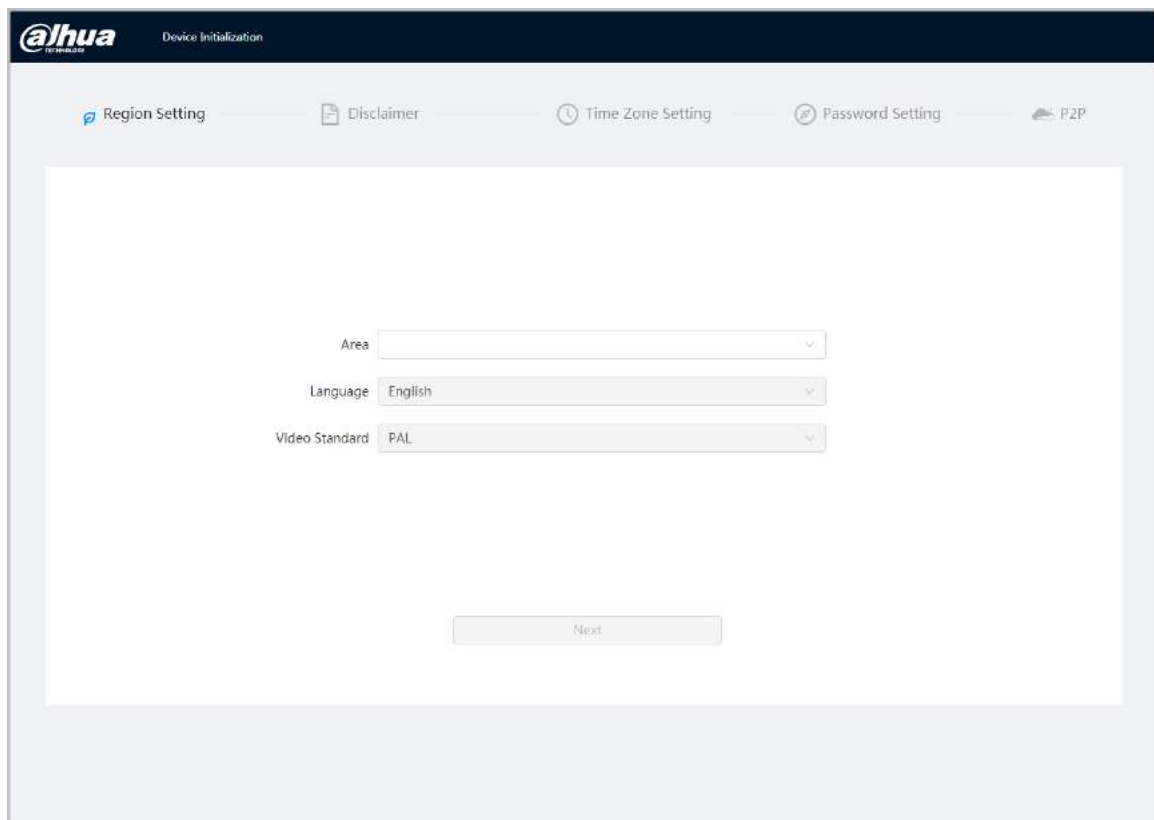 alhua Device Initialization
TECHNOLOGY
Region Setting Disclaimer Time Zone Setting Password Setting P2P
Area
Language English
Video Standard PAL
Next